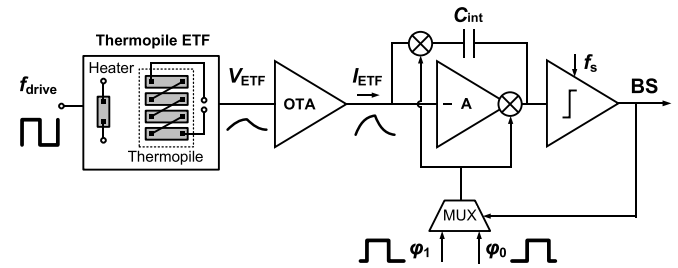 Thermopile ETF
Heater
Thermopile
f_drive
V_ETF
OTA
I_ETF
C_int
– A
f_s
BS
MUX
φ1
φ0